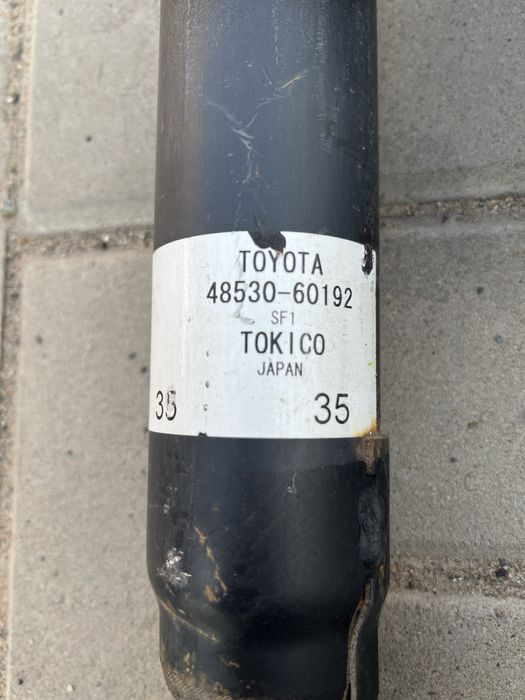 TOYOTA
48530-60192
SF1
TOKICO
JAPAN
35 35